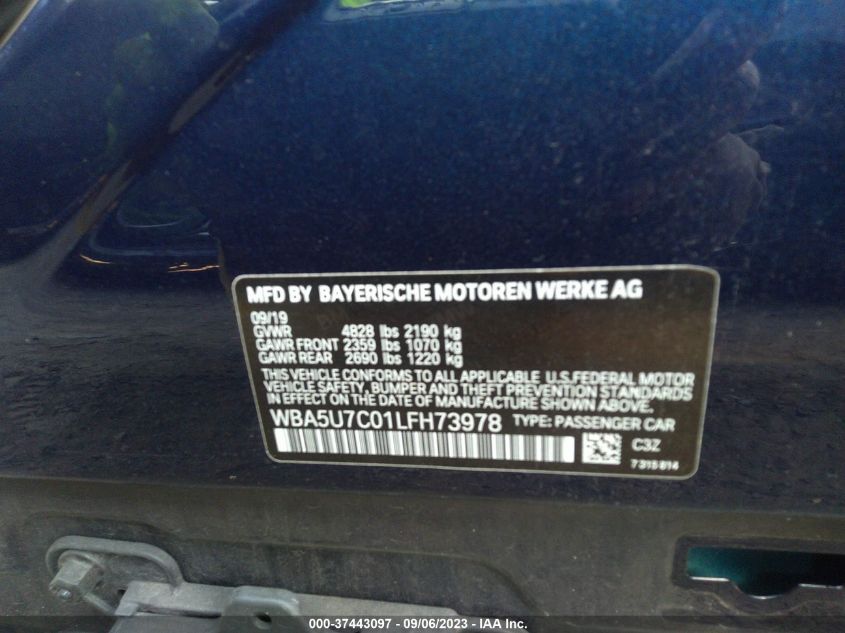 MFD BY BAYERISCHE MOTOREN WERKE AG
09/19
GVWR 4828 lbs 2190 kg
GAWR FRONT 2359 lbs 1070 kg
GAWR REAR 2690 lbs 1220 kg
THIS VEHICLE CONFORMS TO ALL APPLICABLE U.S.FEDERAL MOTOR
VEHICLE SAFETY, BUMPER AND THEFT PREVENTION STANDARDS
IN EFFECT ON THE DATE OF MANUFACTURE SHOWN ABOVE.
WBA5U7C01LFH73978 TYPE: PASSENGER CAR
C3Z
7315814
000-37443097 - 09/06/2023 - IAA Inc.